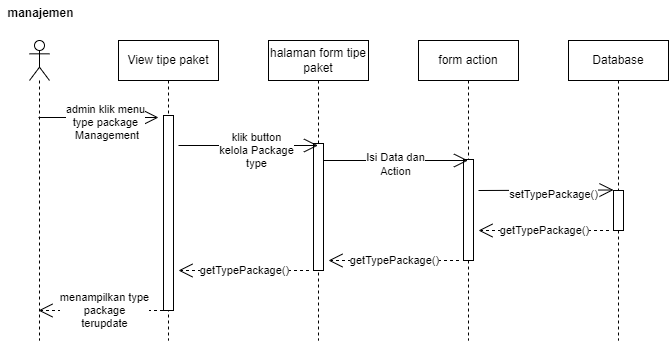 manajemen
View tipe paket
halaman form tipe
paket
form action
Database
admin klik menu
type package
Management
klik button
kelola Package
type
Isi Data dan
Action
setTypePackage()
getTypePackage()
getTypePackage()
getTypePackage()
menampilkan type
package
terupdate